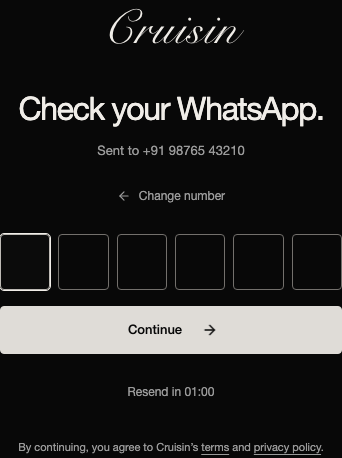 Cruisin
Check your WhatsApp.
Sent to +91 98765 43210
← Change number
Continue →
Resend in 01:00
By continuing, you agree to Cruisin's terms and privacy policy.